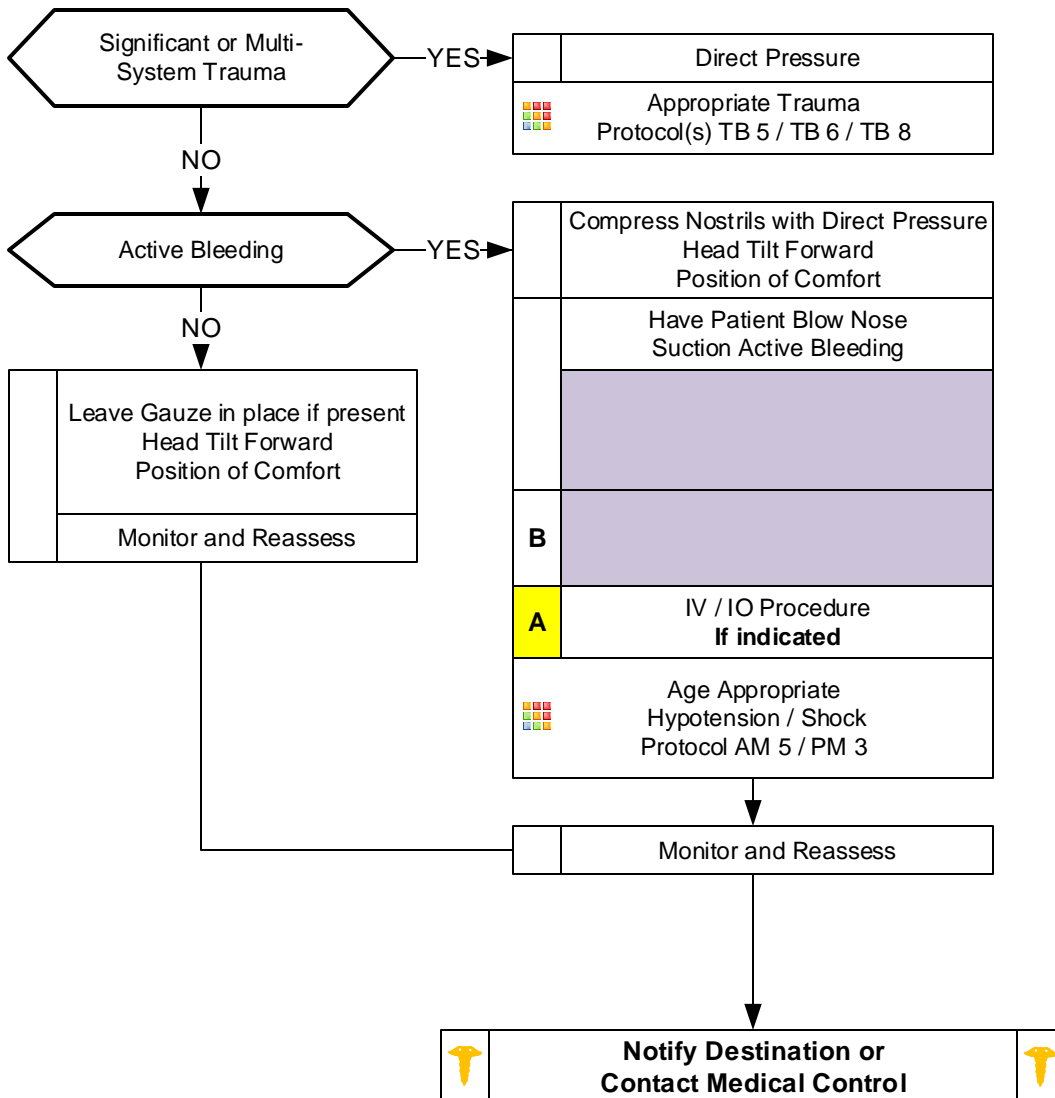 Significant or Multi-
System Trauma
YES
Direct Pressure
Appropriate Trauma
Protocol(s) TB 5 / TB 6 / TB 8
NO
Active Bleeding
YES
Compress Nostrils with Direct Pressure
Head Tilt Forward
Position of Comfort
Have Patient Blow Nose
Suction Active Bleeding
NO
Leave Gauze in place if present
Head Tilt Forward
Position of Comfort
Monitor and Reassess
B
A
IV / IO Procedure
If indicated
Age Appropriate
Hypotension / Shock
Protocol AM 5 / PM 3
Monitor and Reassess
Notify Destination or
Contact Medical Control